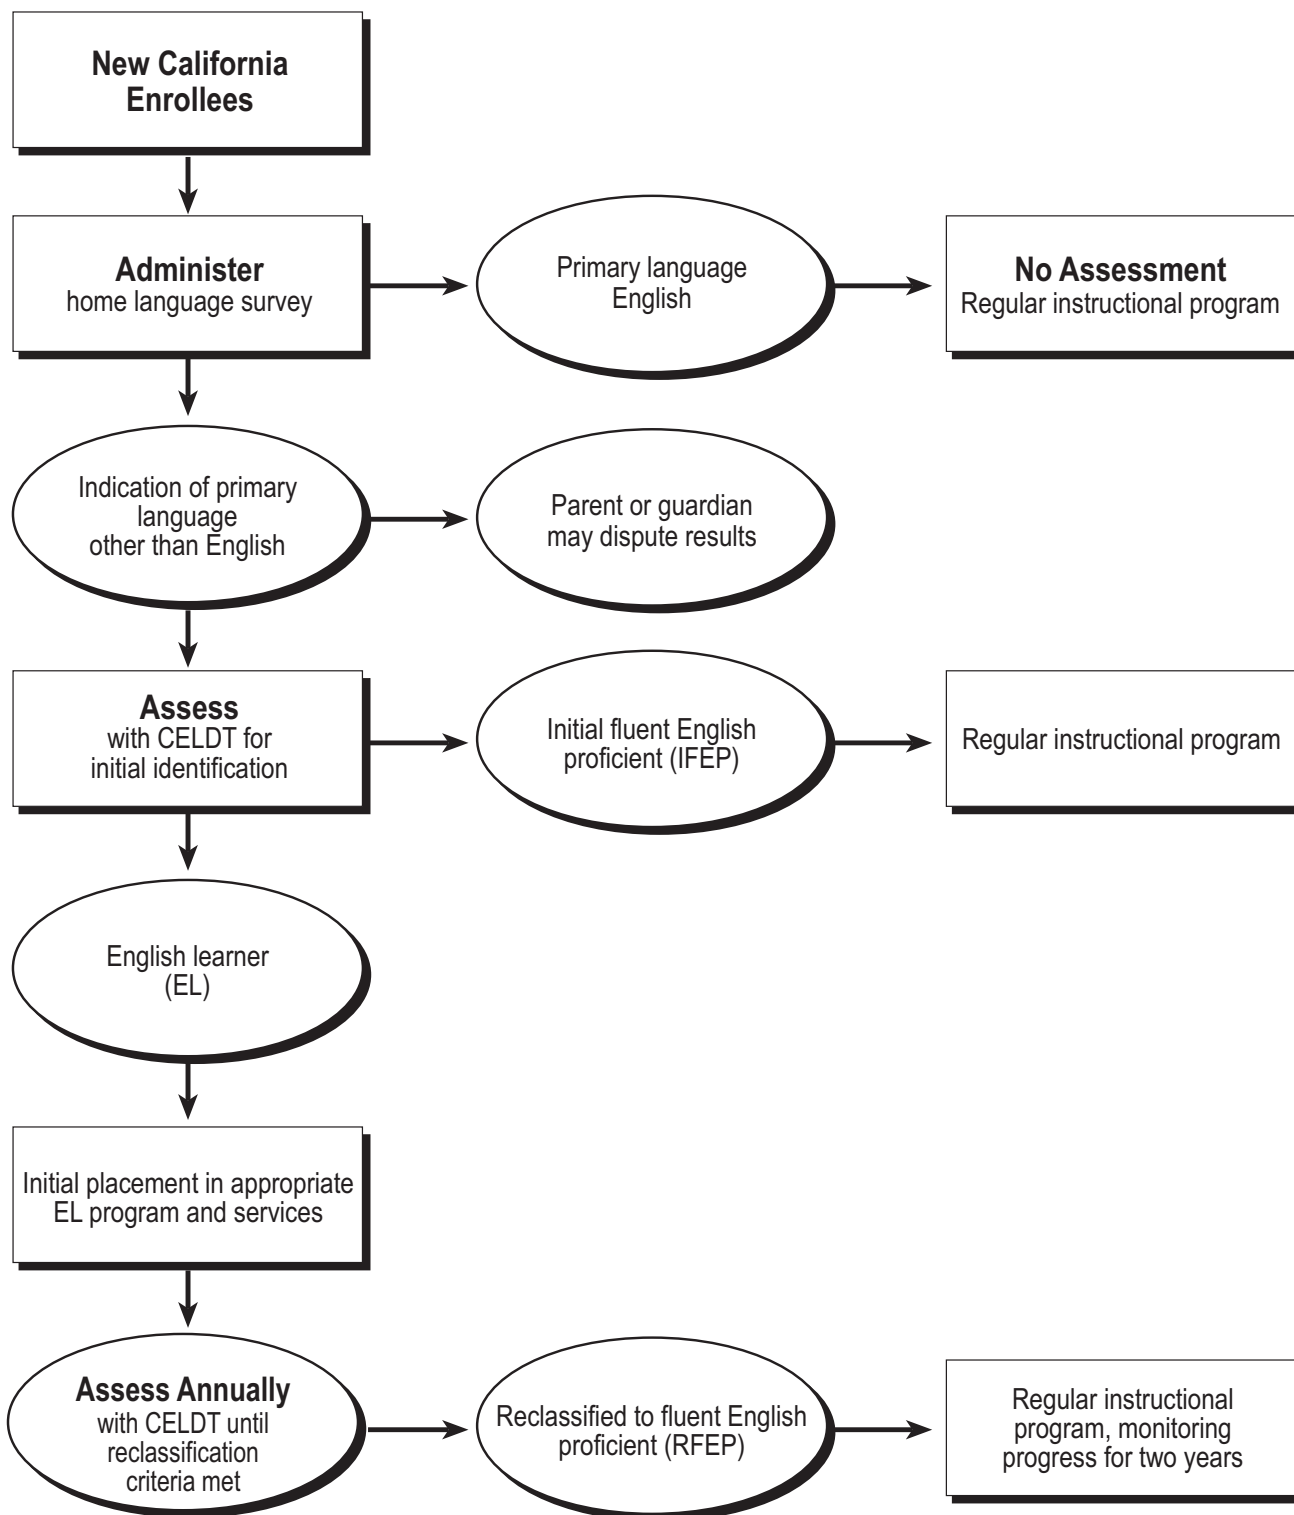 New California
Enrollees
Administer
home language survey
Primary language
English
No Assessment
Regular instructional program
Indication of primary
language
other than English
Parent or guardian
may dispute results
Assess
with CELDT for
initial identification
Initial fluent English
proficient (IFEP)
Regular instructional program
English learner
(EL)
Initial placement in appropriate
EL program and services
Assess Annually
with CELDT until
reclassification
criteria met
Reclassified to fluent English
proficient (RFEP)
Regular instructional
program, monitoring
progress for two years